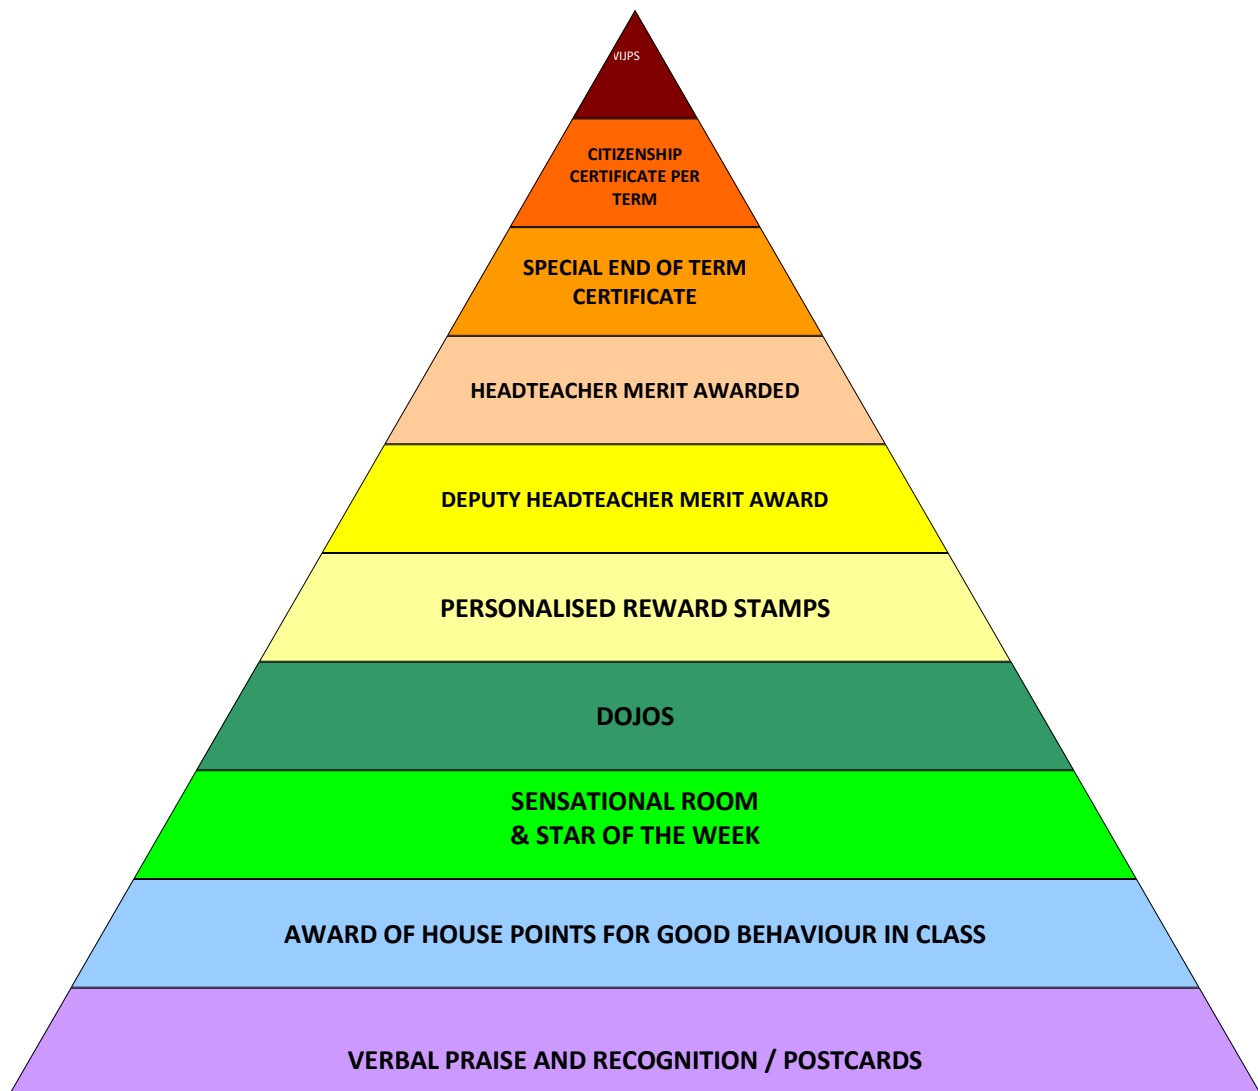 VIJPS
CITIZENSHIP
CERTIFICATE PER
TERM
SPECIAL END OF TERM
CERTIFICATE
HEADTEACHER MERIT AWARDED
DEPUTY HEADTEACHER MERIT AWARD
PERSONALISED REWARD STAMPS
DOJOS
SENSATIONAL ROOM
& STAR OF THE WEEK
AWARD OF HOUSE POINTS FOR GOOD BEHAVIOUR IN CLASS
VERBAL PRAISE AND RECOGNITION / POSTCARDS